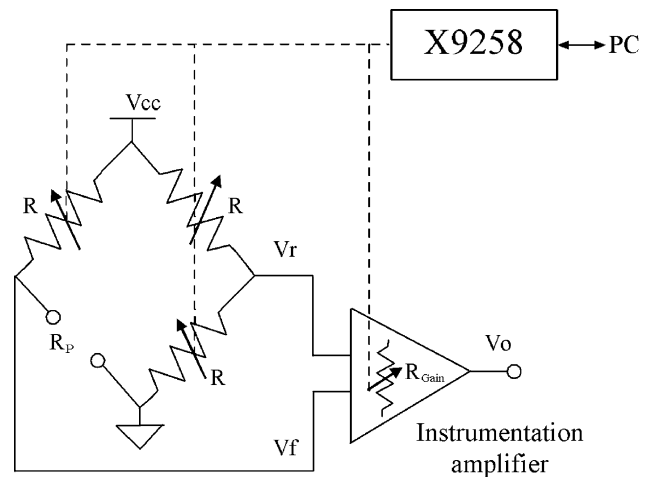 X9258
PC
Vcc
R
R
Vr
RP
R
RGain
Vo
Vf
Instrumentation
amplifier